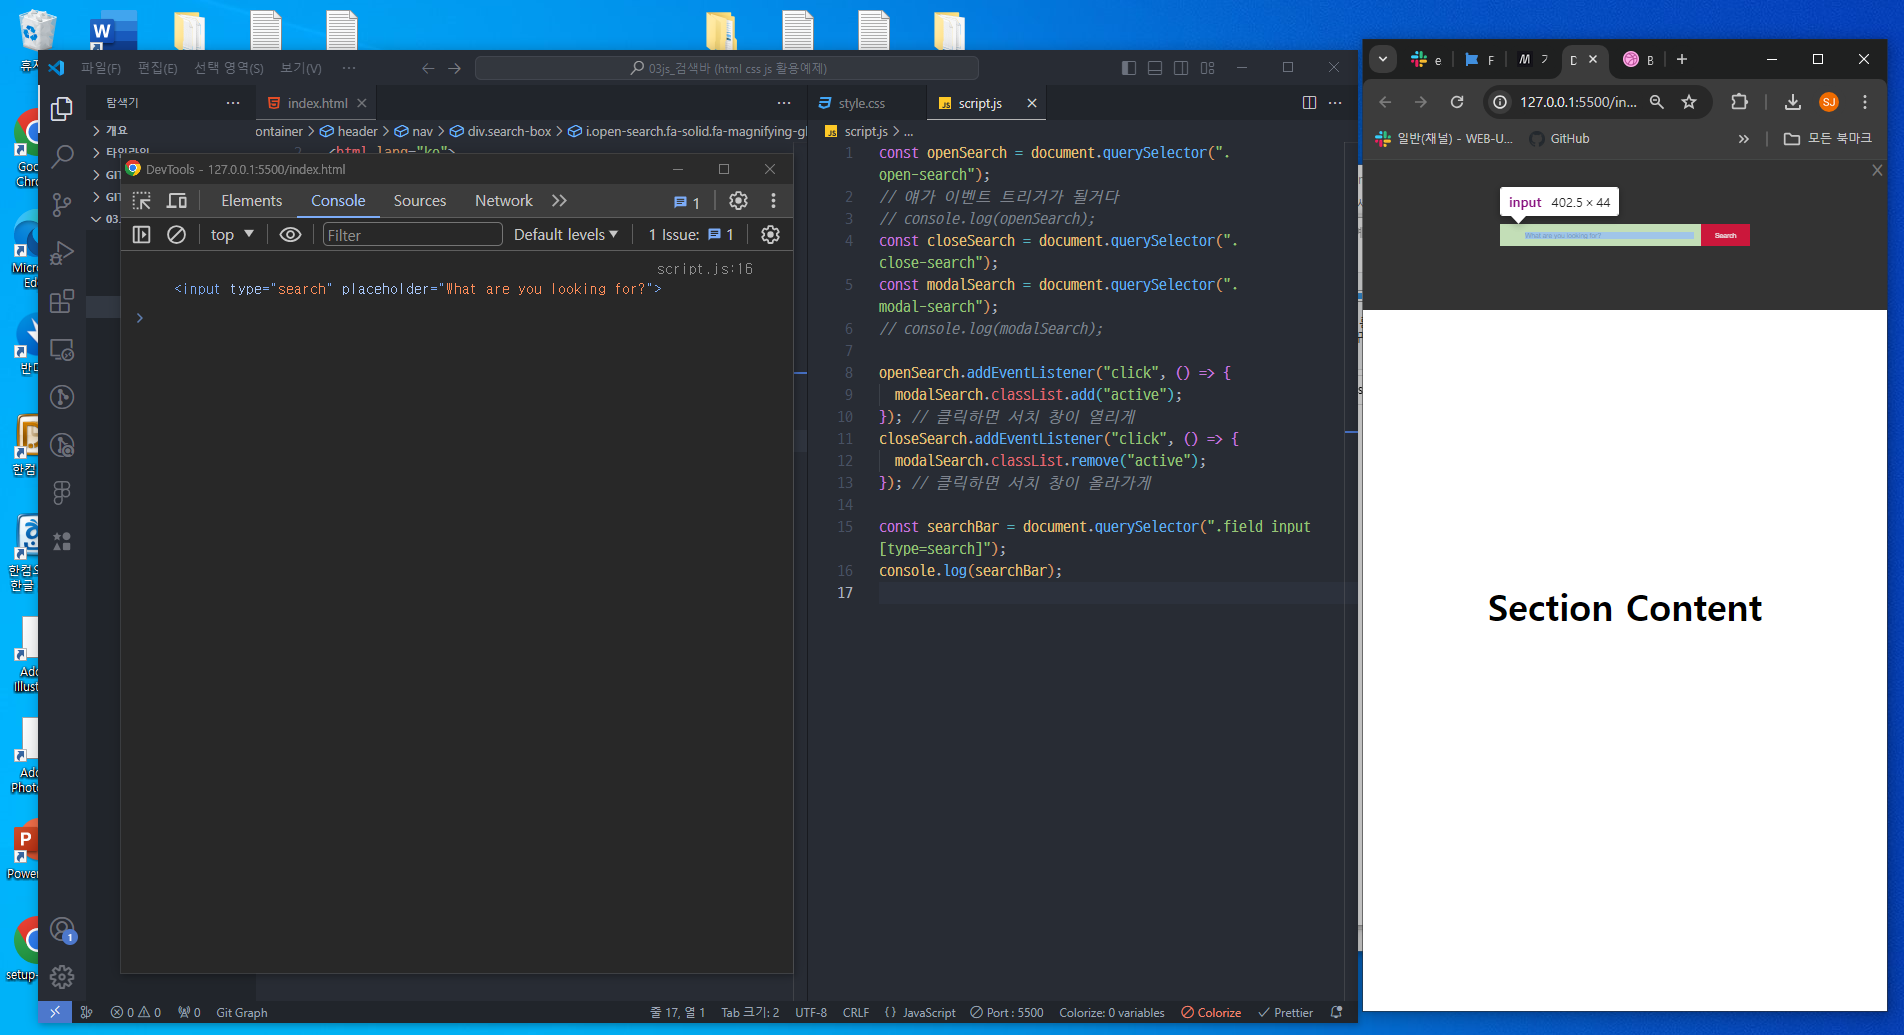 파일(F) 편집(E) 선택 영역(S) 보기(V) ···
03js_검색바 (html css js 활용예제)
탐색기 ···
index.html
개요
타임라인
03.
ontainer > header > nav > div.search-box > i.open-search.fa-solid.fa-magnifying-gl
2 <html lang="ko">
DevTools - 127.0.0.1:5500/index.html
Elements Console Sources Network >> 1
top Filter Default levels 1 Issue: 1
script.js:16
<input type="search" placeholder="What are you looking for?">
>
style.css script.js
script.js > ...
1 const openSearch = document.querySelector(".
open-search");
2 // 얘가 이벤트 트리거가 될거다
3 // console.log(openSearch);
4 const closeSearch = document.querySelector(".
close-search");
5 const modalSearch = document.querySelector(".
modal-search");
6 // console.log(modalSearch);
7
8 openSearch.addEventListener("click", () => {
9 modalSearch.classList.add("active");
10 }); // 클릭하면 서치 창이 열리게
11 closeSearch.addEventListener("click", () => {
12 modalSearch.classList.remove("active");
13 }); // 클릭하면 서치 창이 올라가게
14
15 const searchBar = document.querySelector(".field input
[type=search]");
16 console.log(searchBar);
17
0 0 0 Git Graph
줄 17, 열 1 Tab 크기: 2 UTF-8 CRLF {} JavaScript Port : 5500 Colorize: 0 variables Colorize Prettier
e F M D B
127.0.0.1:5500/in... SJ
일반(채널) - WEB-U... GitHub » 모든 북마크
X
input 402.5 × 44
What are you looking for? Search
Section Content
W
Goo
Chro
Micro
Ed
반디
한컴
한컴오
한글
Ado
Illust
Ado
Photo
P
Power
setup-
1